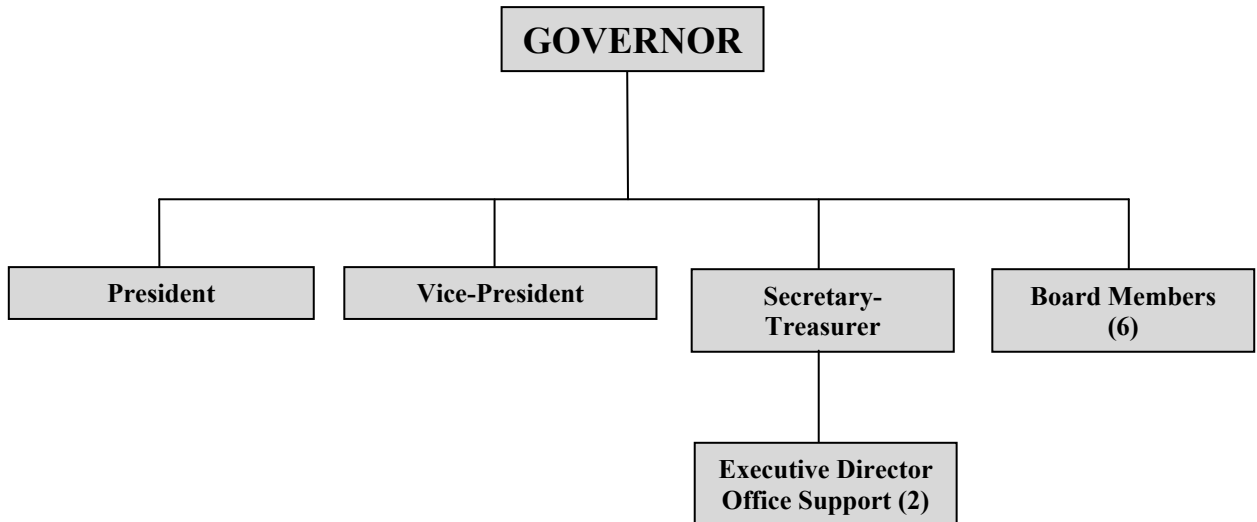 GOVERNOR
President
Vice-President
Secretary-
Treasurer
Board Members
(6)
Executive Director
Office Support (2)